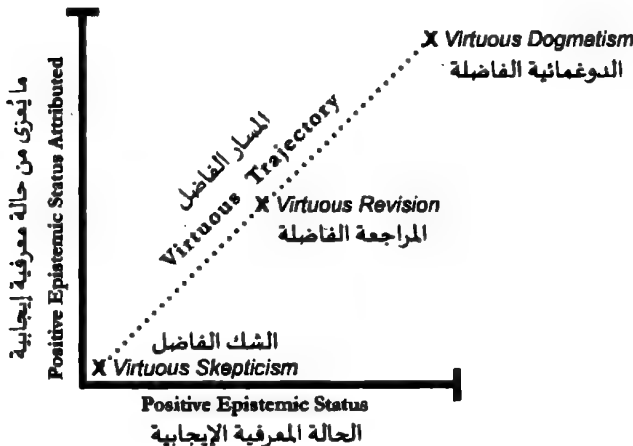 X Virtuous Dogmatism
الدوغمائية الفاضلة
المسار الفاضل
Virtuous Trajectory
X Virtuous Revision
المراجعة الفاضلة
ما يُعزى من حالة معرفية إيجابية
Positive Epistemic Status Attributed
الشك الفاضل
X Virtuous Skepticism
Positive Epistemic Status
الحالة المعرفية الإيجابية